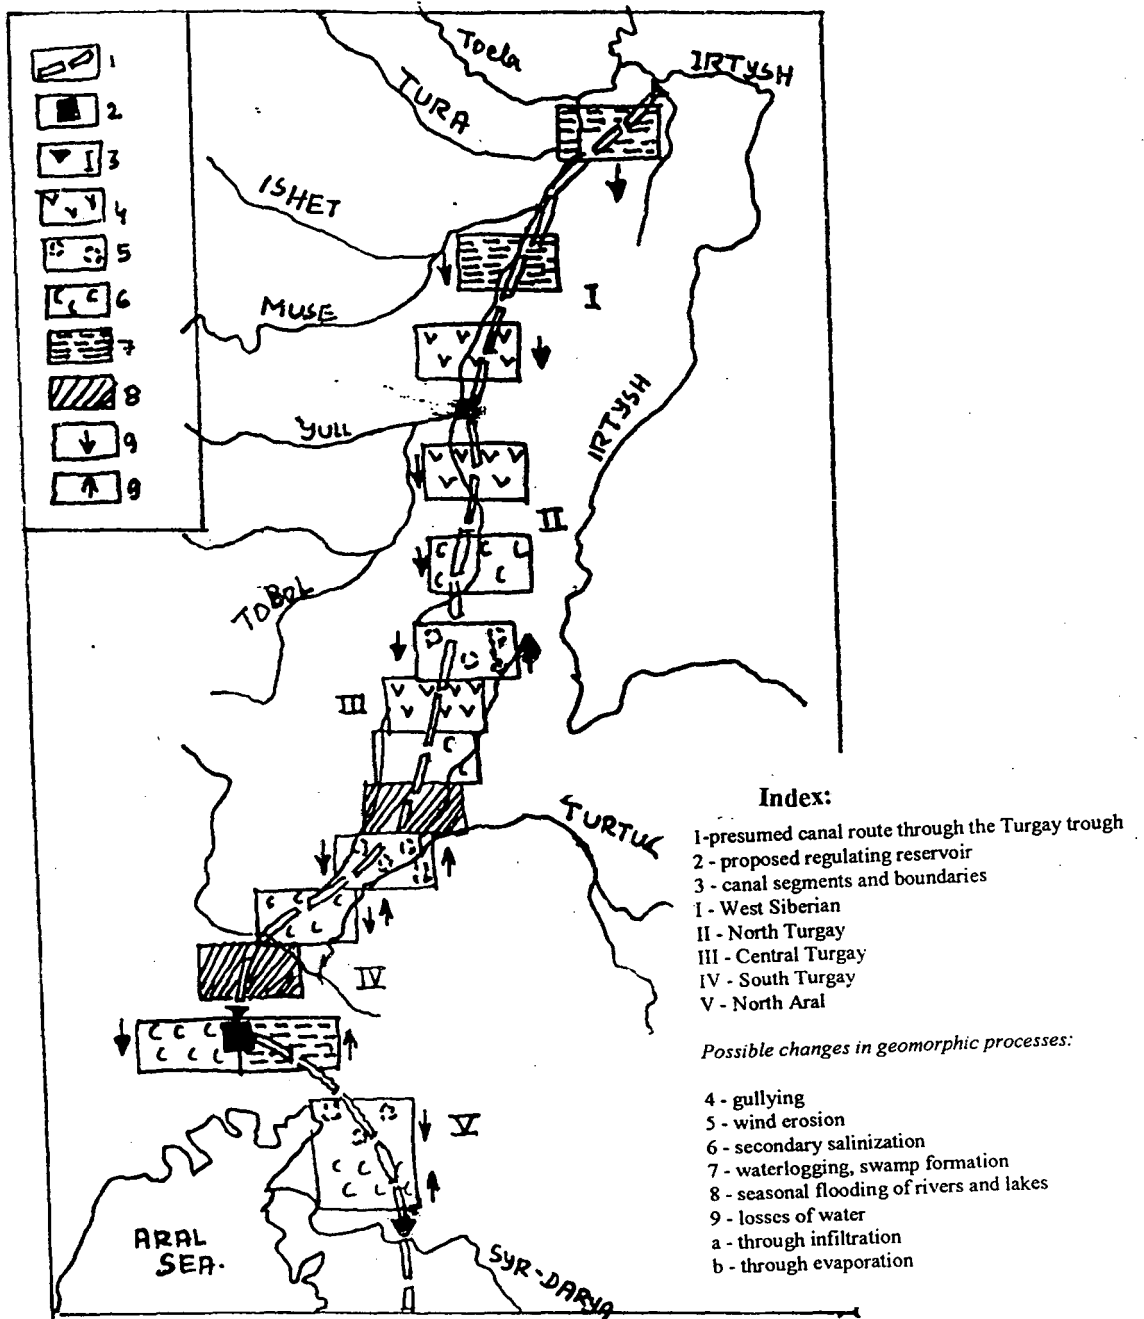 1
2
I 3
4
5
6
7
8
9
9
Tocla
IRTYSH
TURA
ISHET
I
MUSE
IRTYSH
YULL
II
TOBOL
III
TURTUC
IV
V
ARAL
SEA.
SYR-DARYA
Index:
1-presumed canal route through the Turgay trough
2 - proposed regulating reservoir
3 - canal segments and boundaries
I - West Siberian
II - North Turgay
III - Central Turgay
IV - South Turgay
V - North Aral
Possible changes in geomorphic processes:
4 - gullying
5 - wind erosion
6 - secondary salinization
7 - waterlogging, swamp formation
8 - seasonal flooding of rivers and lakes
9 - losses of water
a - through infiltration
b - through evaporation